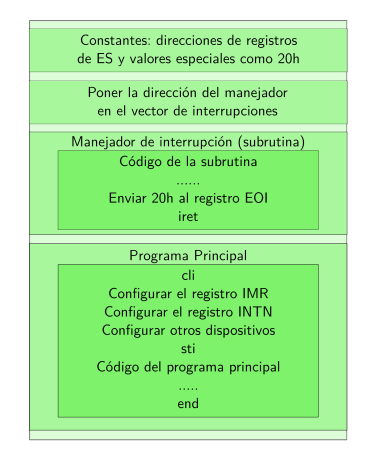 Constantes: direcciones de registros
de ES y valores especiales como 20h
Poner la dirección del manejador
en el vector de interrupciones
Manejador de interrupción (subrutina)
Código de la subrutina
......
Enviar 20h al registro EOI
iret
Programa Principal
cli
Configurar el registro IMR
Configurar el registro INTN
Configurar otros dispositivos
sti
Código del programa principal
.....
end